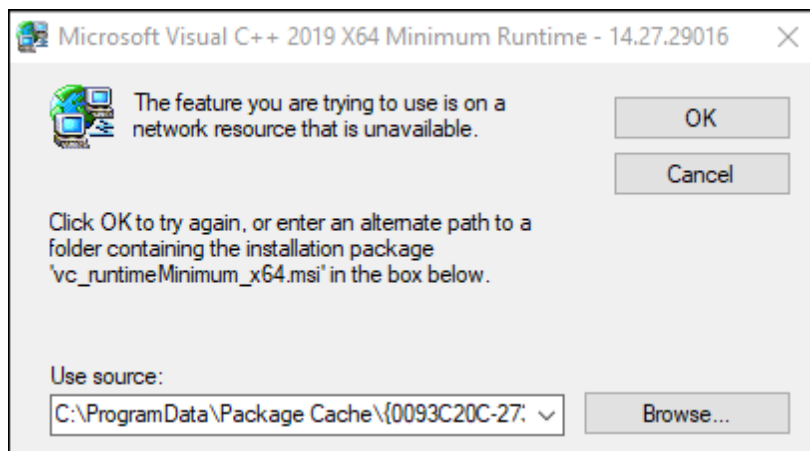 Microsoft Visual C++ 2019 X64 Minimum Runtime - 14.27.29016
The feature you are trying to use is on a
network resource that is unavailable.
OK
Cancel
Click OK to try again, or enter an alternate path to a
folder containing the installation package
'vc_runtimeMinimum_x64.msi' in the box below.
Use source:
C:\ProgramData\Package Cache\{0093C20C-27
Browse...